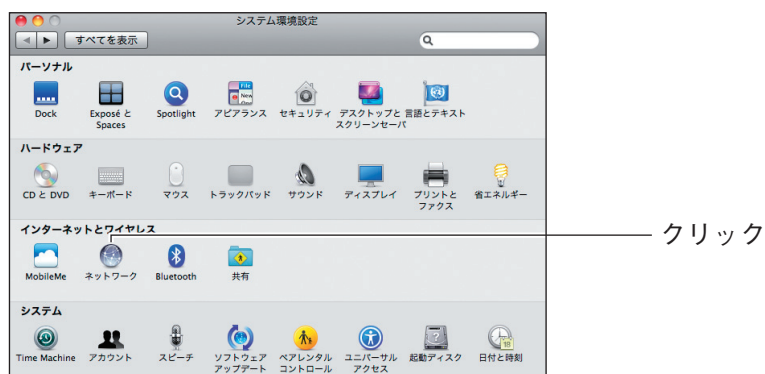 システム環境設定
すべてを表示
パーソナル
Dock
Exposé と
Spaces
Spotlight
アピアランス
セキュリティ
デスクトップと
スクリーンセーバ
言語とテキスト
ハードウェア
CD と DVD
キーボード
マウス
トラックパッド
サウンド
ディスプレイ
プリントと
ファクス
省エネルギー
インターネットとワイヤレス
クリック
MobileMe
ネットワーク
Bluetooth
共有
システム
Time Machine
アカウント
スピーチ
ソフトウェア
アップデート
ペアレンタル
コントロール
ユニバーサル
アクセス
起動ディスク
日付と時刻